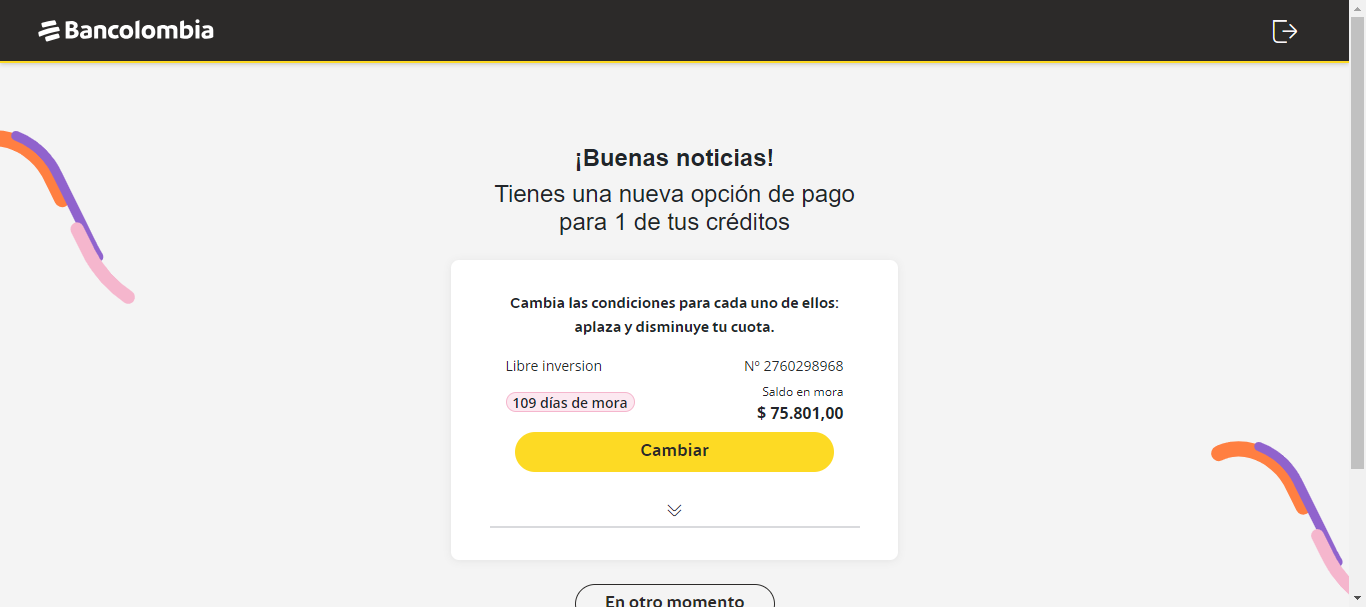 Bancolombia
¡Buenas noticias!
Tienes una nueva opción de pago
para 1 de tus créditos
Cambia las condiciones para cada uno de ellos:
aplaza y disminuye tu cuota.
Libre inversion
Nº 2760298968
Saldo en mora
109 días de mora
$ 75.801,00
Cambiar
En otro momento